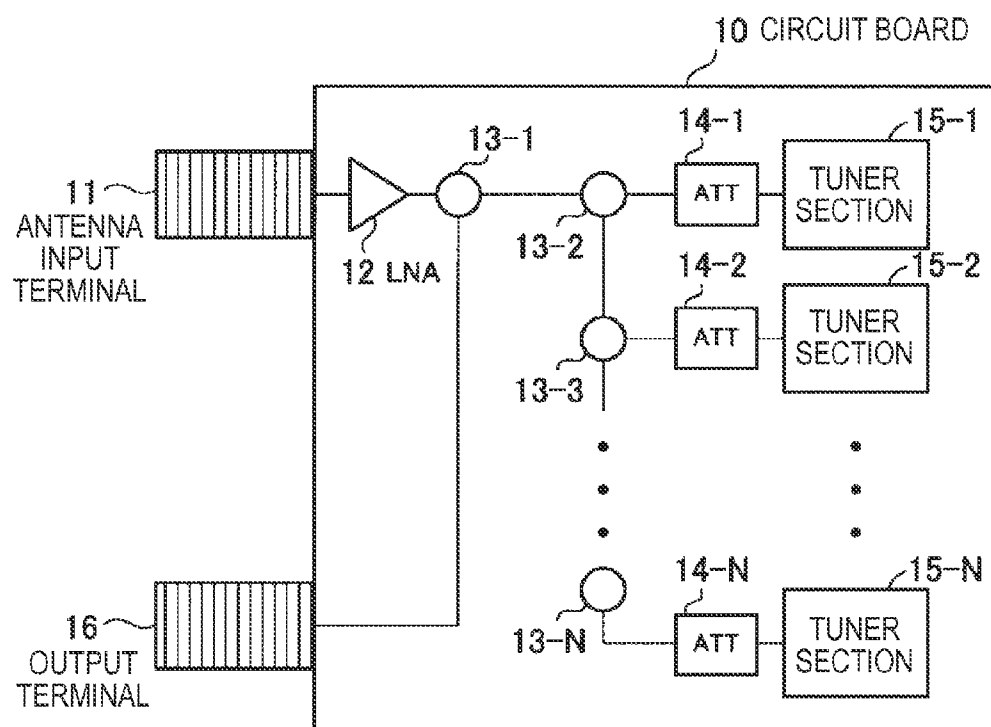 10 CIRCUIT BOARD
11
ANTENNA
INPUT
TERMINAL
12 LNA
13-1
13-2
14-1
ATT
15-1
TUNER
SECTION
13-3
14-2
ATT
15-2
TUNER
SECTION
13-N
14-N
ATT
15-N
TUNER
SECTION
16
OUTPUT
TERMINAL